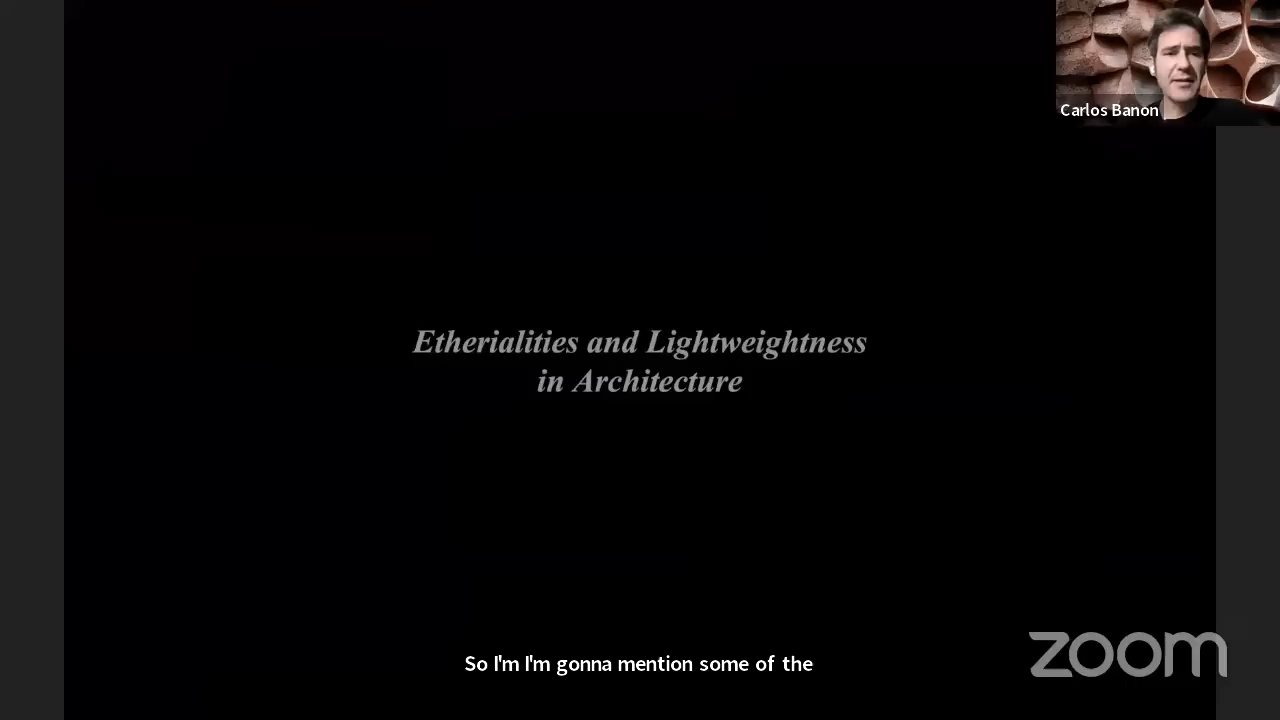 Carlos Banon
Etherialities and Lightweightness
in Architecture
So I'm I'm gonna mention some of the
zoom